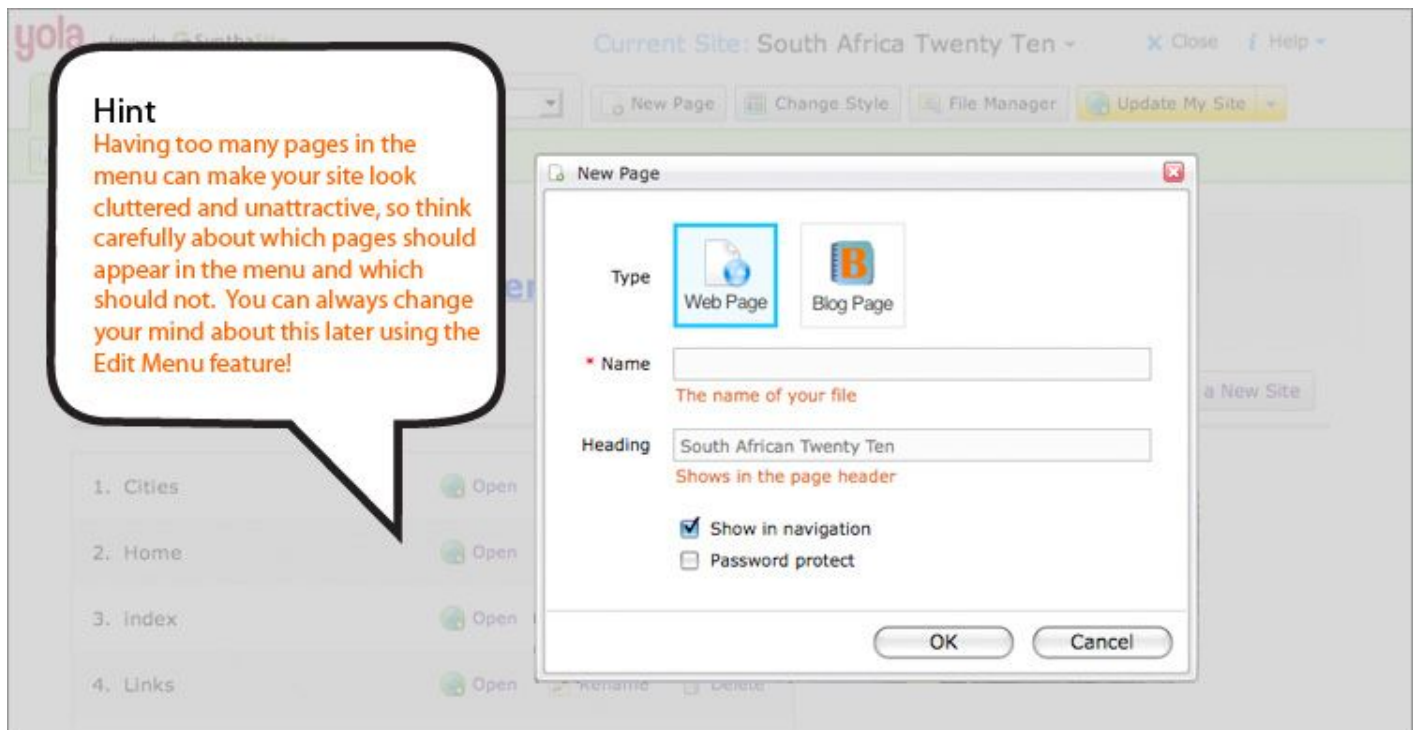 yola formerly SynthaSite
Current Site: South Africa Twenty Ten
Close
Help
New Page
Change Style
File Manager
Update My Site
Hint
Having too many pages in the
menu can make your site look
cluttered and unattractive, so think
carefully about which pages should
appear in the menu and which
should not. You can always change
your mind about this later using the
Edit Menu feature!
New Page
Type
Web Page
Blog Page
* Name
The name of your file
Heading
South African Twenty Ten
Shows in the page header
Show in navigation
Password protect
OK
Cancel
a New Site
1. Cities
Open
2. Home
Open
3. index
Open
4. Links
Open
Rename
Delete